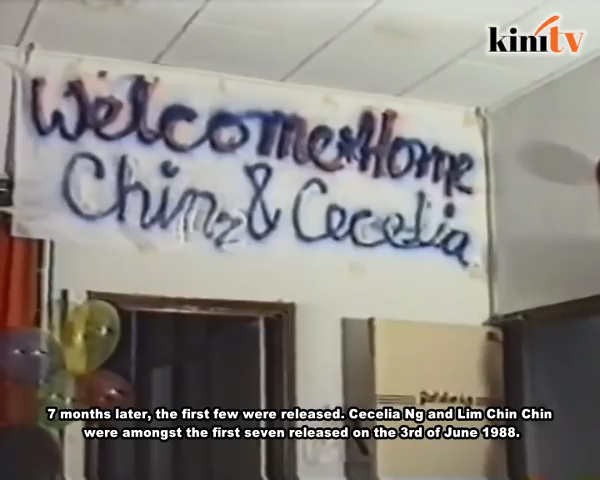 kinitv
Welcome Home
Chin2 & Cecelia
7 months later, the first few were released. Cecelia Ng and Lim Chin Chin
were amongst the first seven released on the 3rd of June 1988.